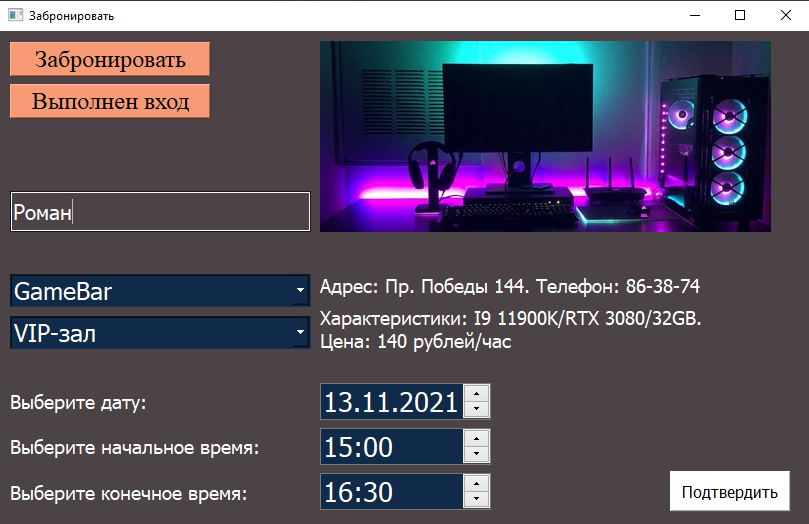 Забронировать
Забронировать
Выполнен вход
Роман
GameBar
Адрес: Пр. Победы 144. Телефон: 86-38-74
VIP-зал
Характеристики: I9 11900K/RTX 3080/32GB.
Цена: 140 рублей/час
Выберите дату:
13.11.2021
Выберите начальное время:
15:00
Выберите конечное время:
16:30
Подтвердить